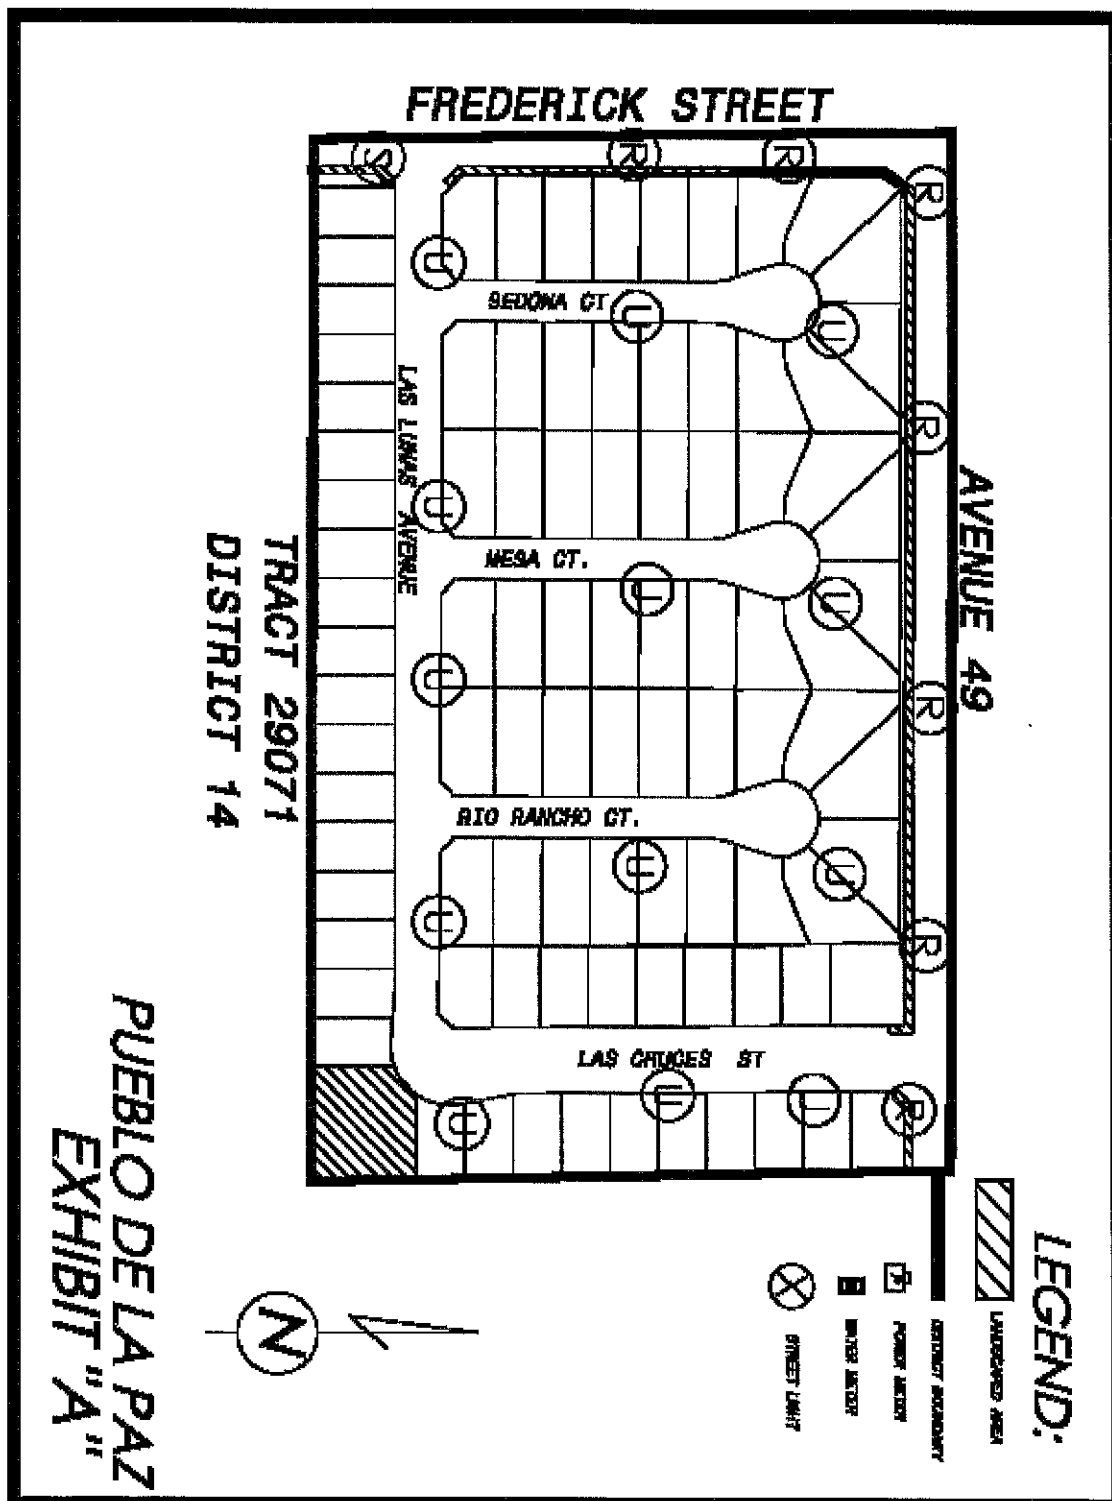 FREDERICK STREET
AVENUE 49
S
R
R
R
U
SEDONA CT
U
U
R
LAS LUNAS AVENUE
U
MESA CT.
U
U
U
R
RIO RANCHO CT.
U
U
U
R
LAS CRUCES ST
U
U
U
R
TRACT 29071
DISTRICT 14
LEGEND:
LANDSCAPED AREA
DISTRICT BOUNDARY
POWER METER
WATER METER
STREET LIGHT
N
PUEBLO DE LA PAZ
EXHIBIT "A"